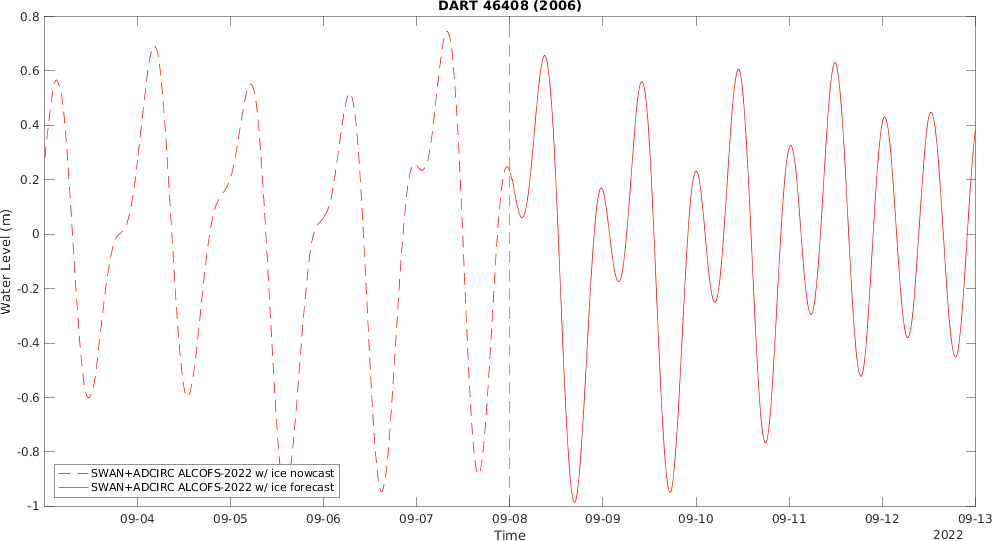 DART 46408 (2006)
0.8
0.6
0.4
0.2
0
-0.2
-0.4
-0.6
-0.8
-1
Water Level (m)
SWAN+ADCIRC ALCOFS-2022 w/ ice nowcast
SWAN+ADCIRC ALCOFS-2022 w/ ice forecast
09-04 09-05 09-06 09-07 09-08 09-09 09-10 09-11 09-12 09-13
Time
2022